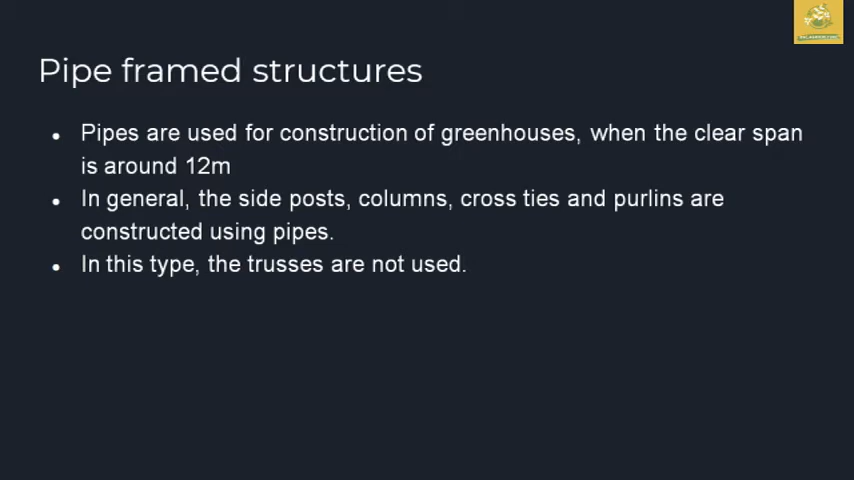 Pipe framed structures
• Pipes are used for construction of greenhouses, when the clear span
is around 12m
• In general, the side posts, columns, cross ties and purlins are
constructed using pipes.
• In this type, the trusses are not used.